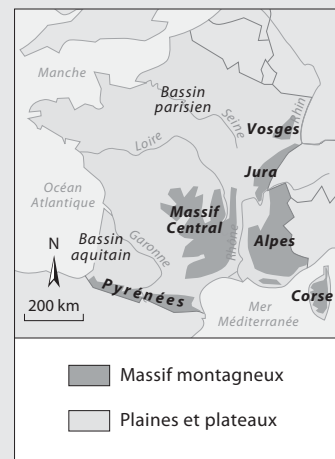 Manche
Bassin
parisien
Seine
Rhin
Vosges
Loire
Jura
Océan
Atlantique
Massif
Central
Alpes
Rhône
N
Bassin
aquitain
Garonne
200 km
Pyrénées
Mer
Méditerranée
Corse
Massif montagneux
Plaines et plateaux